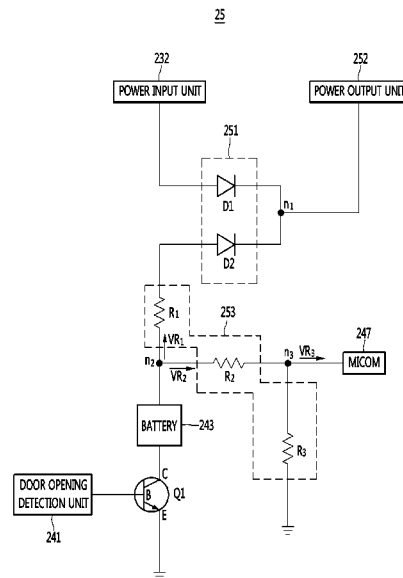 25
232
252
POWER INPUT UNIT
POWER OUTPUT UNIT
251
D1
n1
D2
R1
253
VR1
n2
VR2
R2
n3
VR3
247
MICOM
BATTERY
243
R3
DOOR OPENING
DETECTION UNIT
241
C
B
Q1
E